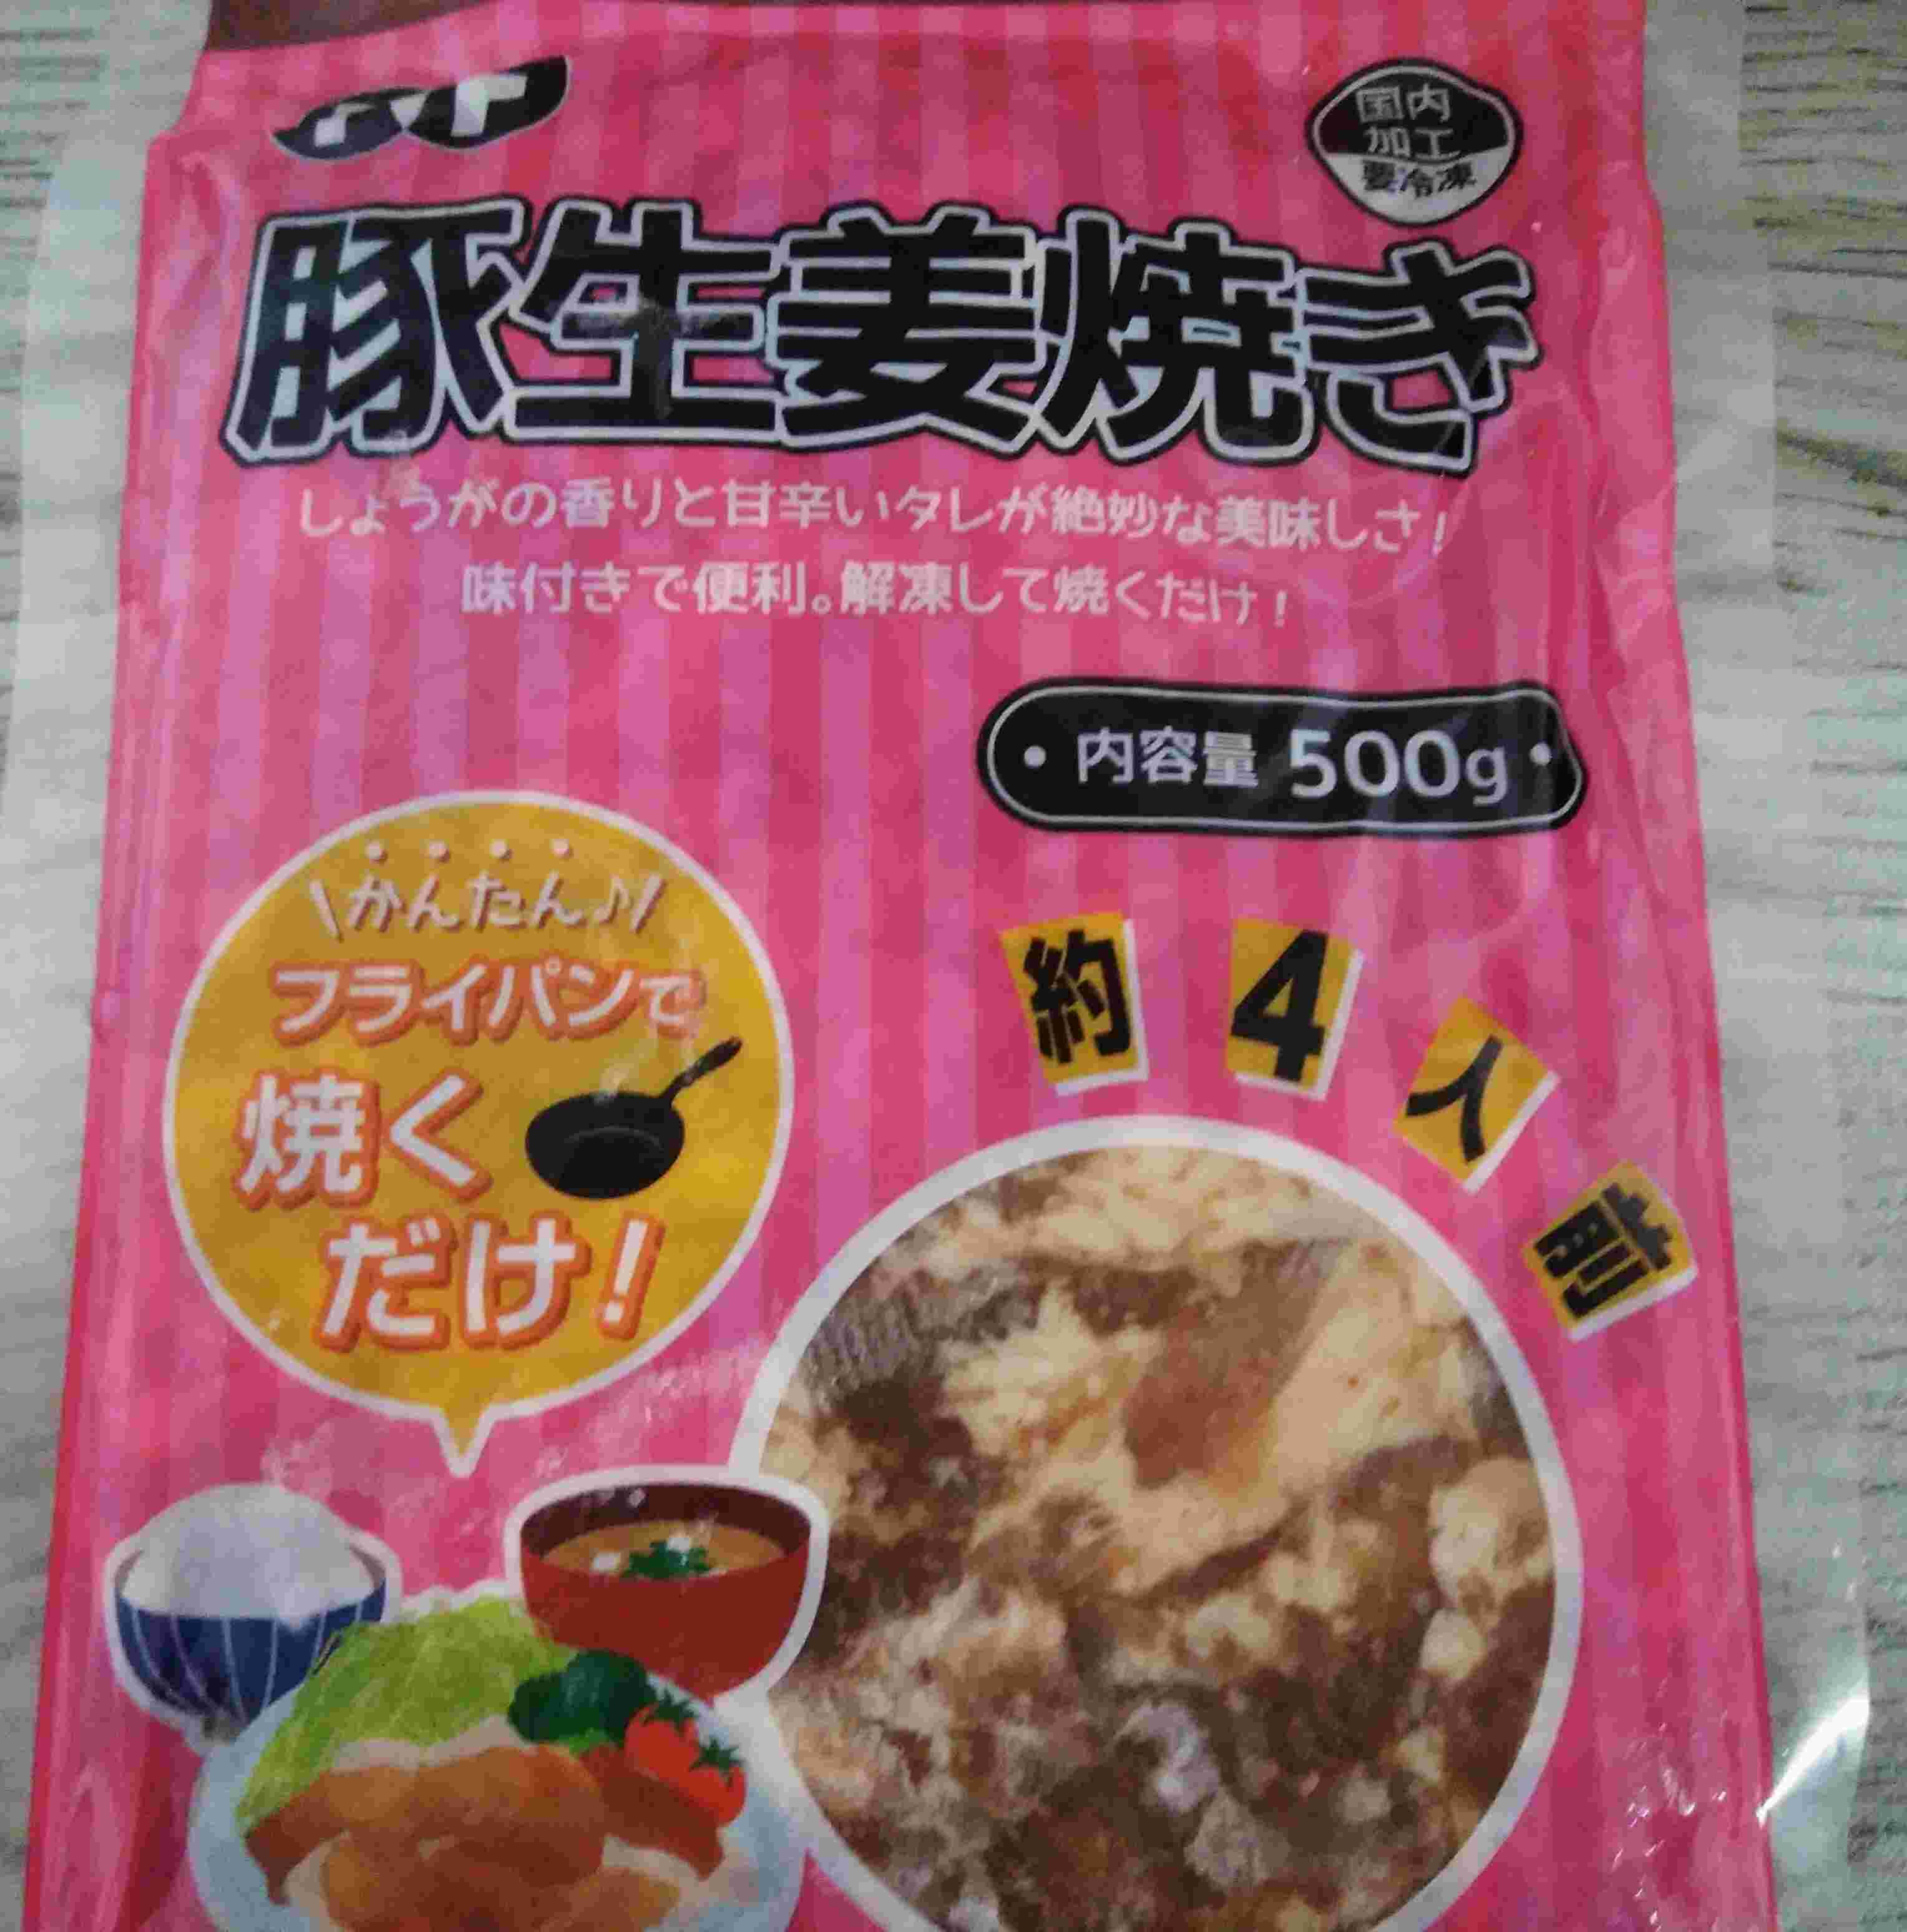 国内
加工
要冷凍
豚生姜焼き
しょうがの香りと甘辛いタレが絶妙な美味しさ！
味付きで便利。解凍して焼くだけ！
内容量 500g
かんたん♪
フライパンで
焼く
だけ！
約4人前